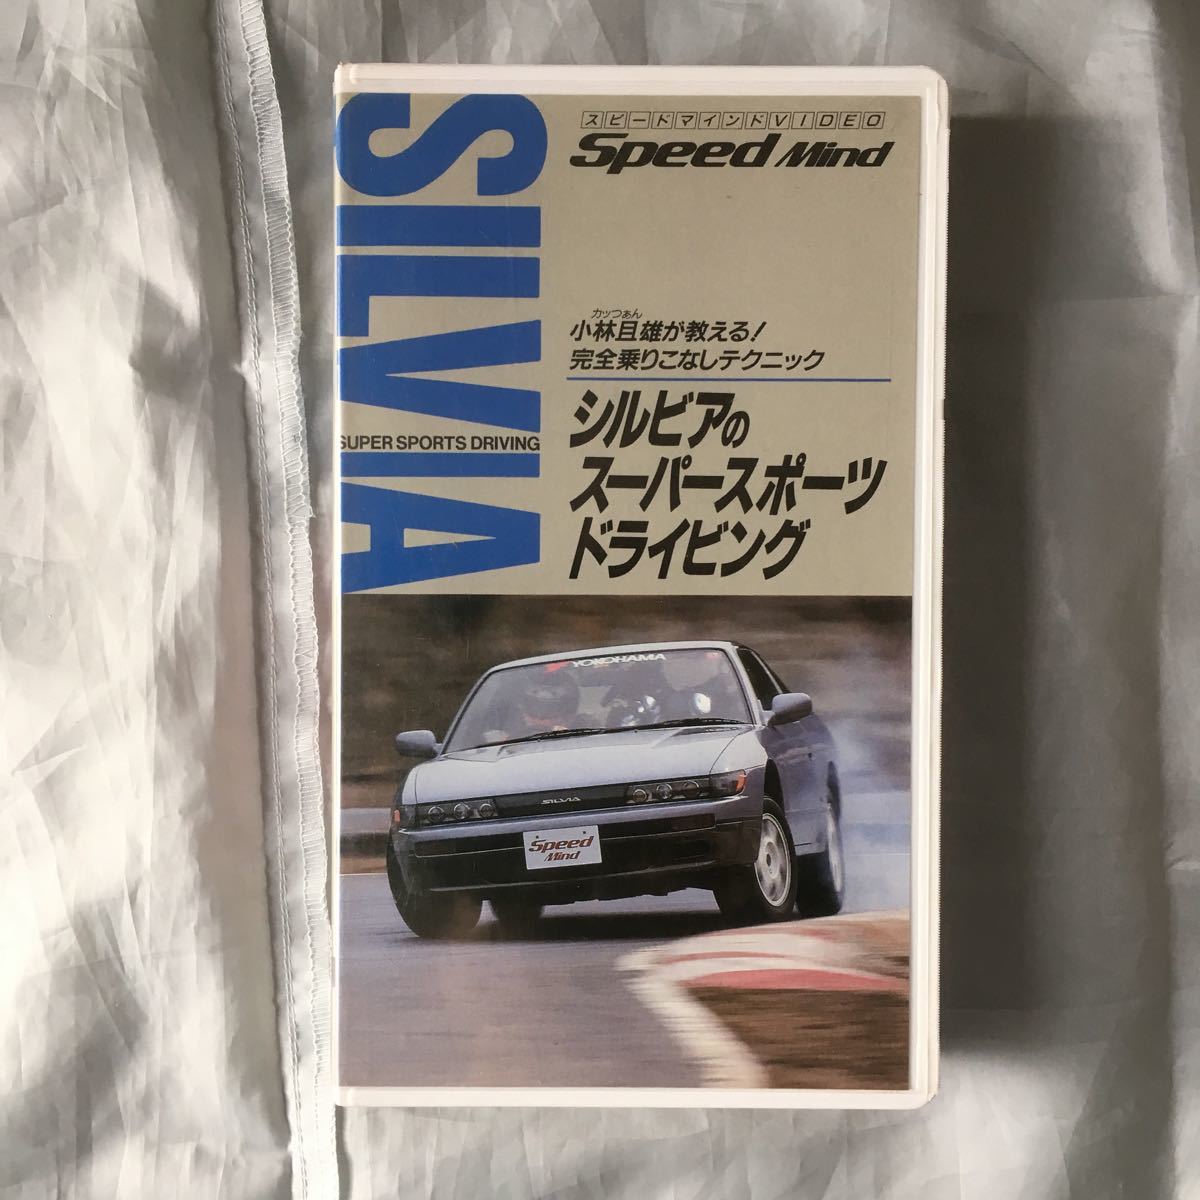 SILVIA
SUPER SPORTS DRIVING
スピードマインドVIDEO
Speed Mind
カッつぁん
小林且雄が教える!
完全乗りこなしテクニック
シルビアの
スーパースポーツ
ドライビング
YOKOHAMA
SILVIA
Speed
Mind